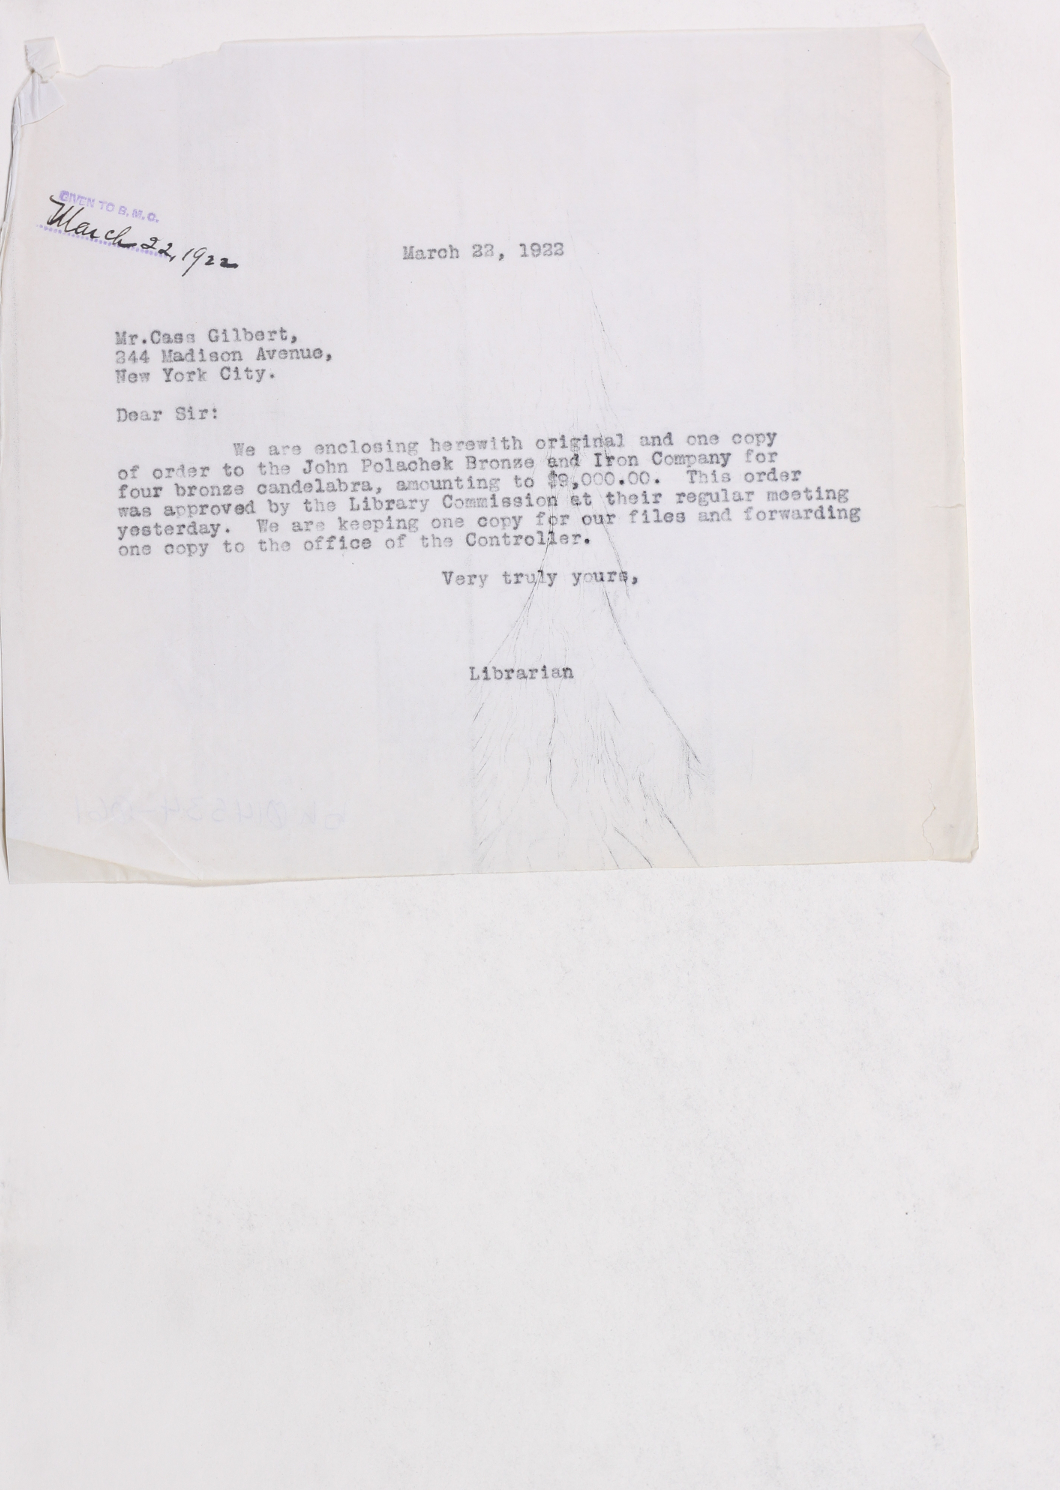 GIVEN TO B. M. C.
March 22, 1922
March 22, 1922
Mr.Cass Gilbert,
244 Madison Avenue,
New York City.
Dear Sir:
We are enclosing herewith original and one copy
of order to the John Polachek Bronze and Iron Company for
four bronze candelabra, amounting to $9,000.00. This order
was approved by the Library Commission at their regular meeting
yesterday. We are keeping one copy for our files and forwarding
one copy to the office of the Controller.
Very truly yours,
Librarian